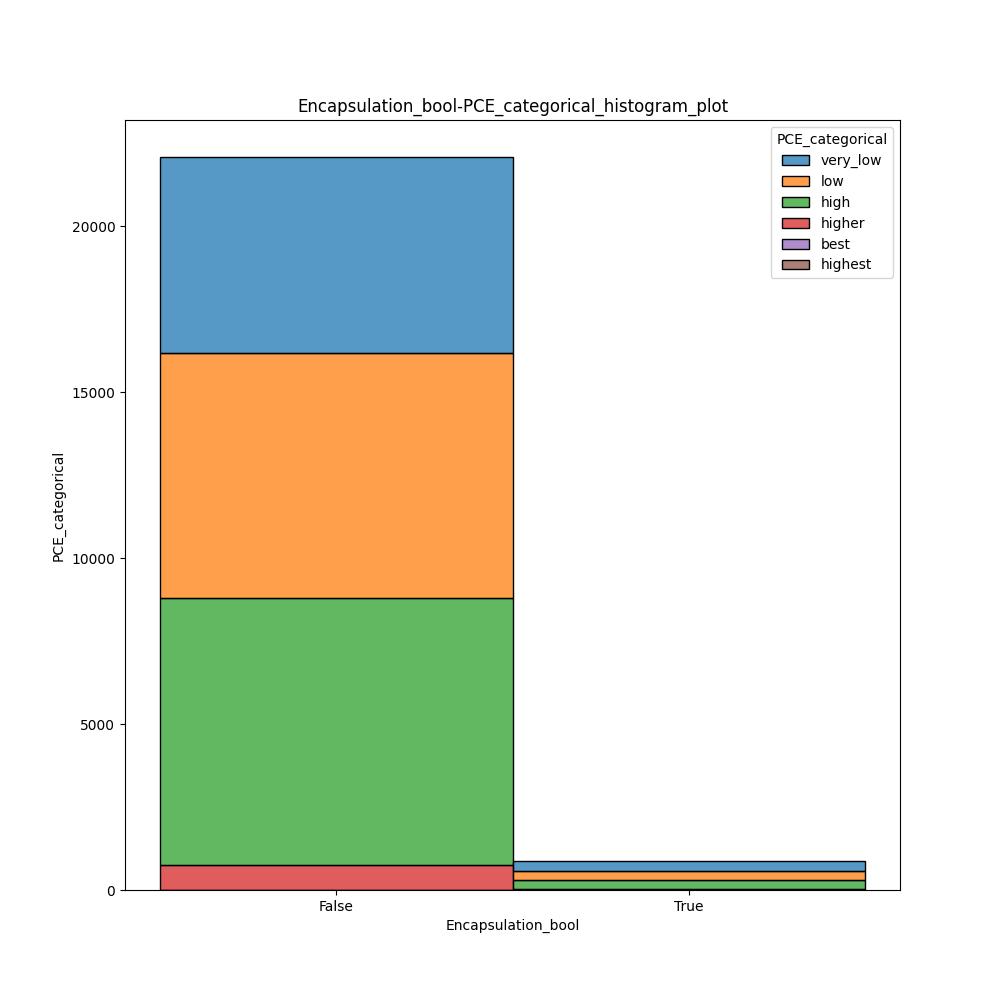 Encapsulation_bool-PCE_categorical_histogram_plot
PCE_categorical
very_low
low
high
higher
best
highest
20000
15000
10000
5000
0
PCE_categorical
False
True
Encapsulation_bool